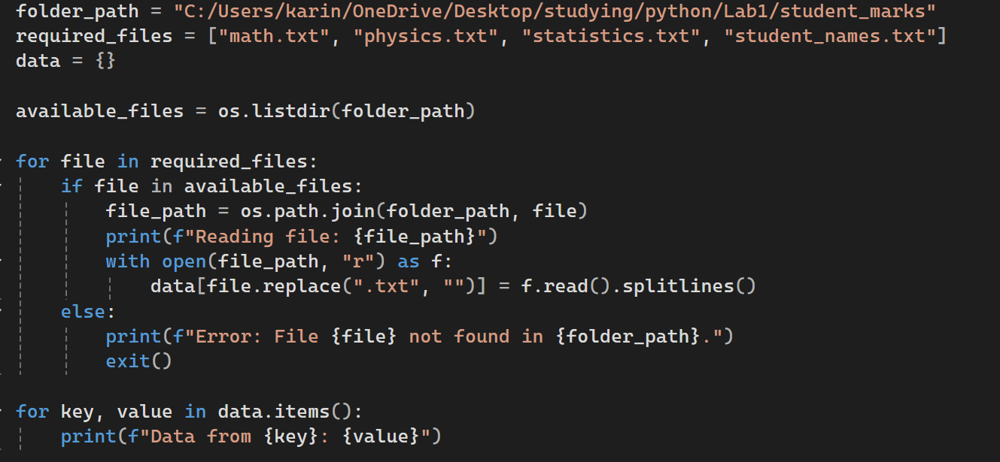 folder_path = "C:/Users/karin/OneDrive/Desktop/studying/python/Lab1/student_marks"
required_files = ["math.txt", "physics.txt", "statistics.txt", "student_names.txt"]
data = {}
available_files = os.listdir(folder_path)
for file in required_files:
    if file in available_files:
        file_path = os.path.join(folder_path, file)
        print(f"Reading file: {file_path}")
        with open(file_path, "r") as f:
            data[file.replace(".txt", "")] = f.read().splitlines()
    else:
        print(f"Error: File {file} not found in {folder_path}.")
        exit()
for key, value in data.items():
    print(f"Data from {key}: {value}")